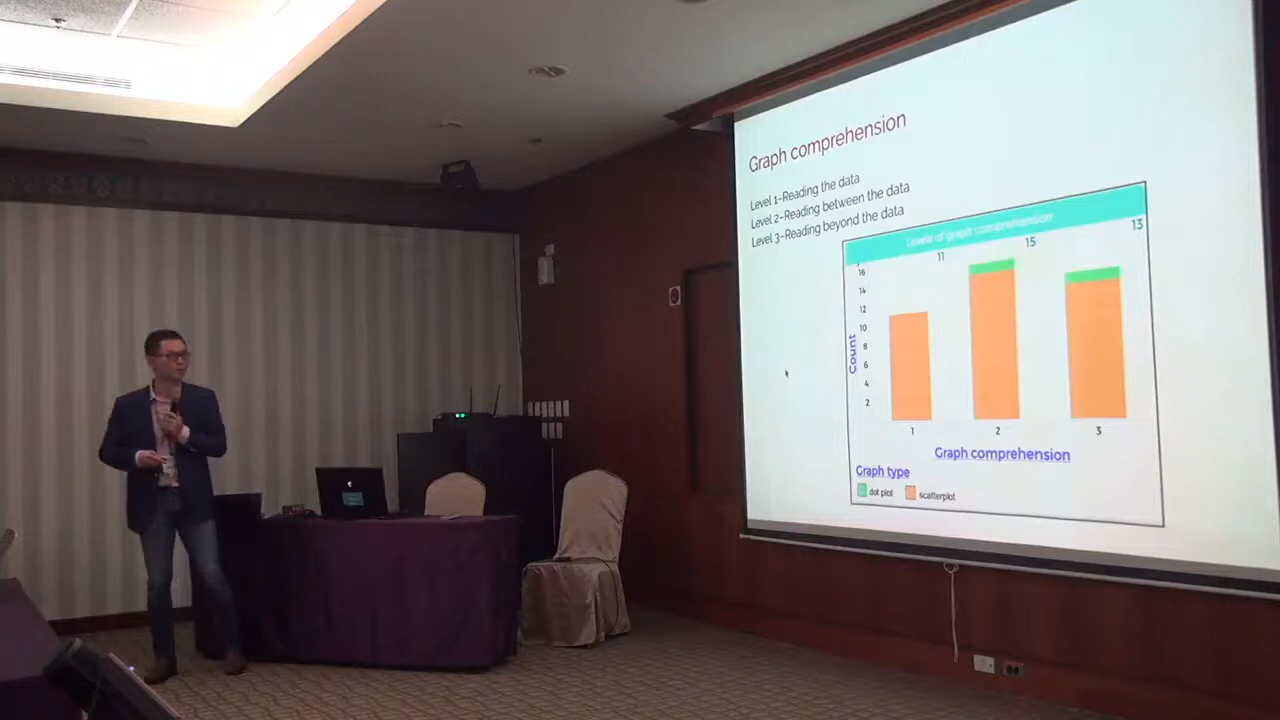 Graph comprehension
Level 1-Reading the data
Level 2-Reading between the data
Level 3-Reading beyond the data
Levels of graph comprehension
11
15
13
16
14
12
10
8
6
4
2
Count
1
2
3
Graph comprehension
Graph type
dot plot
scatterplot